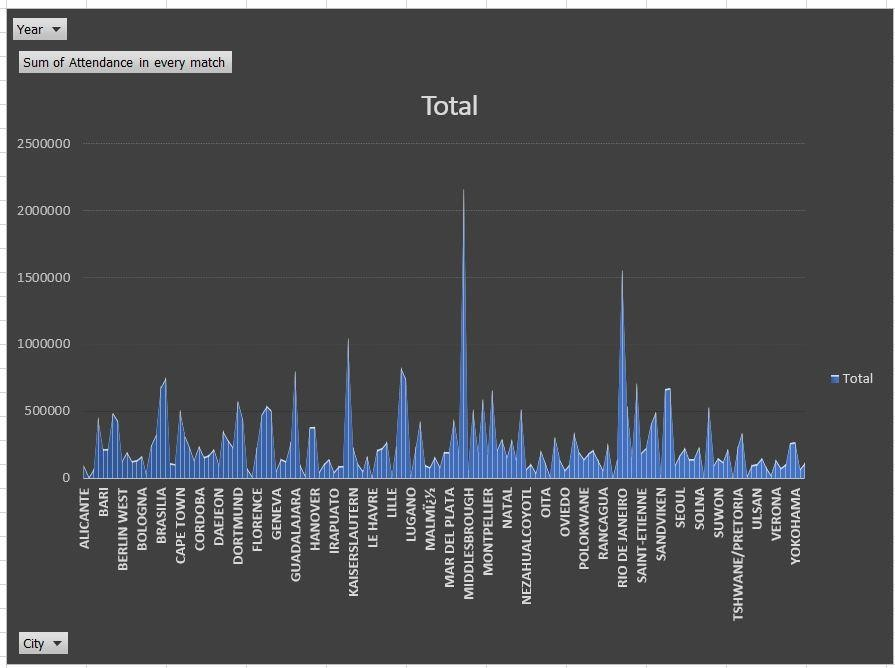 Year
Sum of Attendance in every match
Total
2500000
2000000
1500000
1000000
500000
0
Total
ALICANTE
BARI
BERLIN WEST
BOLOGNA
BRASILIA
CAPE TOWN
CORDOBA
DAEJEON
DORTMUND
FLORENCE
GENEVA
GUADALAJARA
HANOVER
IRAPUATO
KAISERSLAUTERN
LE HAVRE
LILLE
LUGANO
MALMï¿½
MAR DEL PLATA
MIDDLESBROUGH
MONTPELLIER
NATAL
NEZAHUALCOYOTL
OITA
OVIEDO
POLOKWANE
RANCAGUA
RIO DE JANEIRO
SAINT-ETIENNE
SANDVIKEN
SEOUL
SOLNA
SUWON
TSHWANE/PRETORIA
ULSAN
VERONA
YOKOHAMA
City